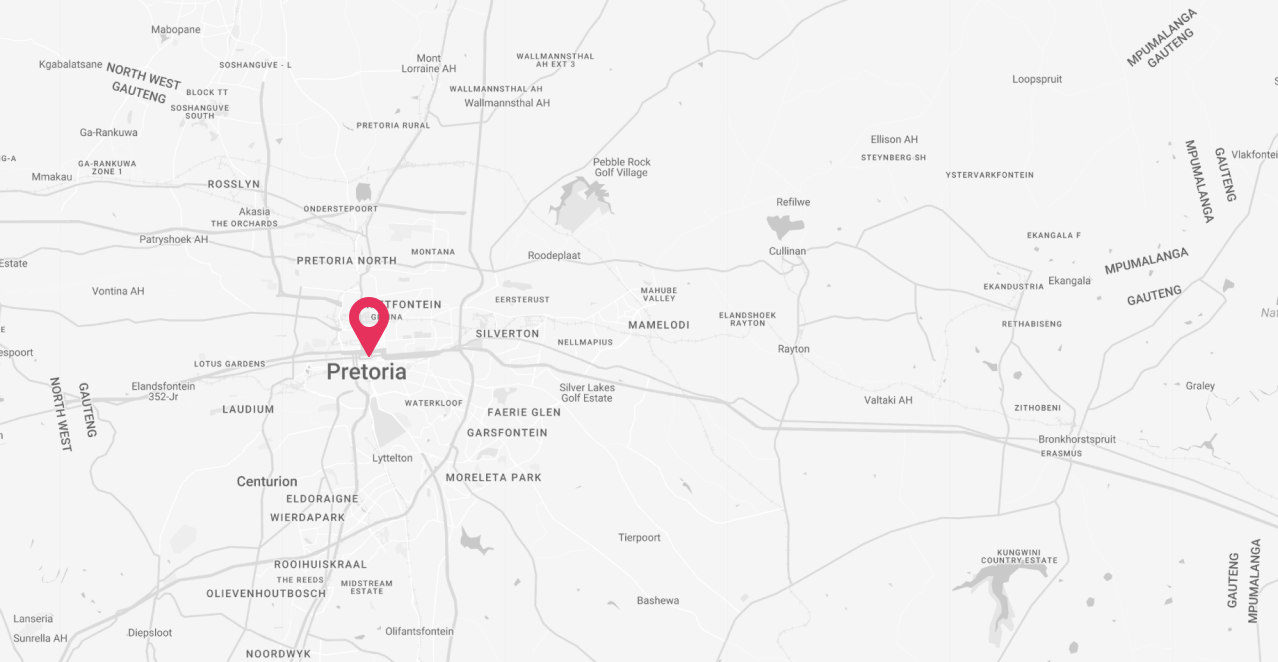 Mabopane
MPUMALANGA
GAUTENG
Kgabalatsane
NORTH WEST
GAUTENG
SOSHANGUVE - L
Mont
Lorraine AH
WALLMANNSTHAL
AH EXT 3
Loopspruit
BLOCK TT
SOSHANGUVE
SOUTH
WALLMANNSTHAL AH
Wallmannsthal AH
Ga-Rankuwa
PRETORIA RURAL
Ellison AH
STEYNBERG SH
G-A
GA-RANKUWA
ZONE 1
Mmakau
Pebble Rock
Golf Village
YSTERVARKFONTEIN
GAUTENG
MPUMALANGA
Vlakfontei
ROSSLYN
Akasia
THE ORCHARDS
ONDERSTEPOORT
Refilwe
Patryshoek AH
MONTANA
Cullinan
EKANGALA F
Estate
PRETORIA NORTH
Roodeplaat
MPUMALANGA
GAUTENG
Vontina AH
EERSTERUST
MAHUBE
VALLEY
EKANDUSTRIA
Ekangala
TFONTEIN
Nat
E
SILVERTON
MAMELODI
ELANDSHOEK
RAYTON
RETHABISENG
espoort
NELLMAPIUS
Rayton
LOTUS GARDENS
Pretoria
Elandsfontein
352-Jr
Silver Lakes
Golf Estate
Graley
NORTH WEST
GAUTENG
LAUDIUM
WATERKLOOF
FAERIE GLEN
Valtaki AH
ZITHOBENI
GARSFONTEIN
Bronkhorstspruit
ERASMUS
Lyttelton
Centurion
MORELETA PARK
ELDORAIGNE
WIERDAPARK
Tierpoort
KUNGWINI
COUNTRY ESTATE
GAUTENG
MPUMALANGA
ROOIHUISKRAAL
THE REEDS
OLIEVENHOUTBOSCH
MIDSTREAM
ESTATE
Bashewa
Lanseria
Sunrella AH
Diepsloot
Olifantsfontein
NOORDWYK